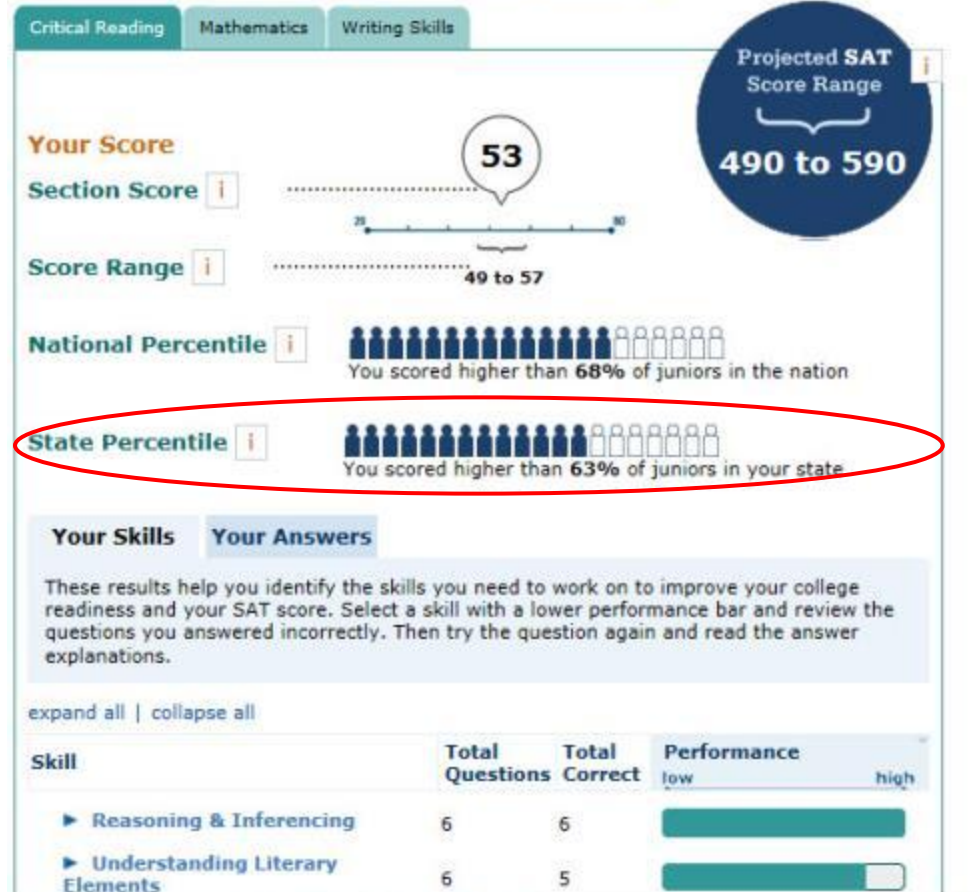 Critical Reading
Mathematics
Writing Skills
Projected SAT
Score Range
i
490 to 590
Your Score
53
Section Score i
20
80
Score Range i
49 to 57
National Percentile i
You scored higher than 68% of juniors in the nation
State Percentile i
You scored higher than 63% of juniors in your state
Your Skills
Your Answers
These results help you identify the skills you need to work on to improve your college
readiness and your SAT score. Select a skill with a lower performance bar and review the
questions you answered incorrectly. Then try the question again and read the answer
explanations.
expand all | collapse all
Skill
Total
Questions
Total
Correct
Performance
low
high
Reasoning & Inferencing
6
6
Understanding Literary
Elements
6
5